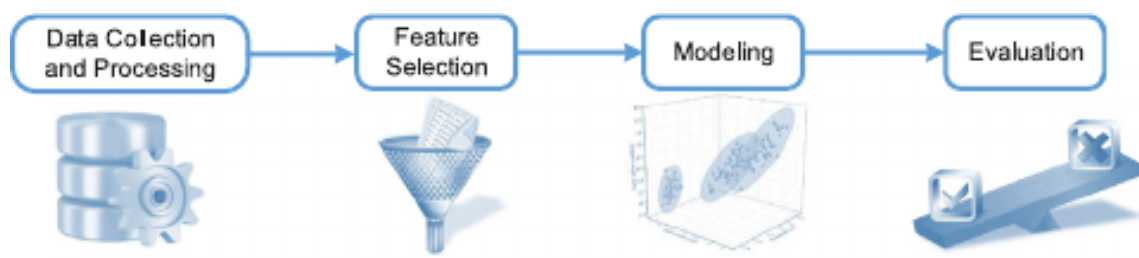 Data Collection
and Processing
Feature
Selection
Modeling
Evaluation